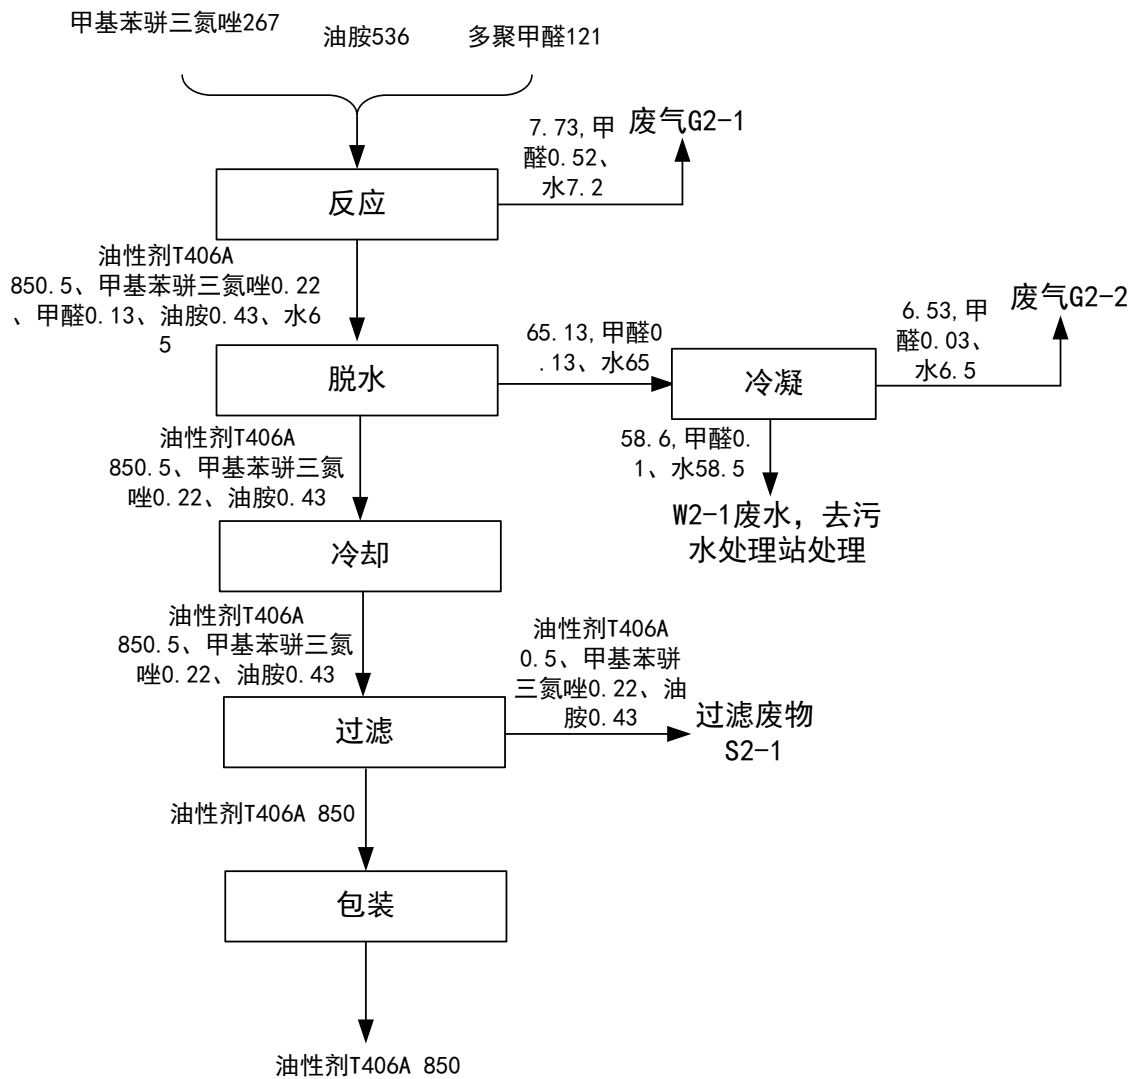 甲基苯骈三氮唑267
油胺536
多聚甲醛121
7.73,甲
醛0.52、
水7.2
废气G2-1
反应
油性剂T406A
850.5、甲基苯骈三氮唑0.22
、甲醛0.13、油胺0.43、水6
5
65.13,甲醛0
.13、水65
6.53,甲
醛0.03、
水6.5
废气G2-2
脱水
冷凝
油性剂T406A
850.5、甲基苯骈三氮
唑0.22、油胺0.43
58.6,甲醛0.
1、水58.5
W2-1废水，去污
水处理站处理
冷却
油性剂T406A
850.5、甲基苯骈三氮
唑0.22、油胺0.43
油性剂T406A
0.5、甲基苯骈
三氮唑0.22、油
胺0.43
过滤
过滤废物
S2-1
油性剂T406A 850
包装
油性剂T406A 850